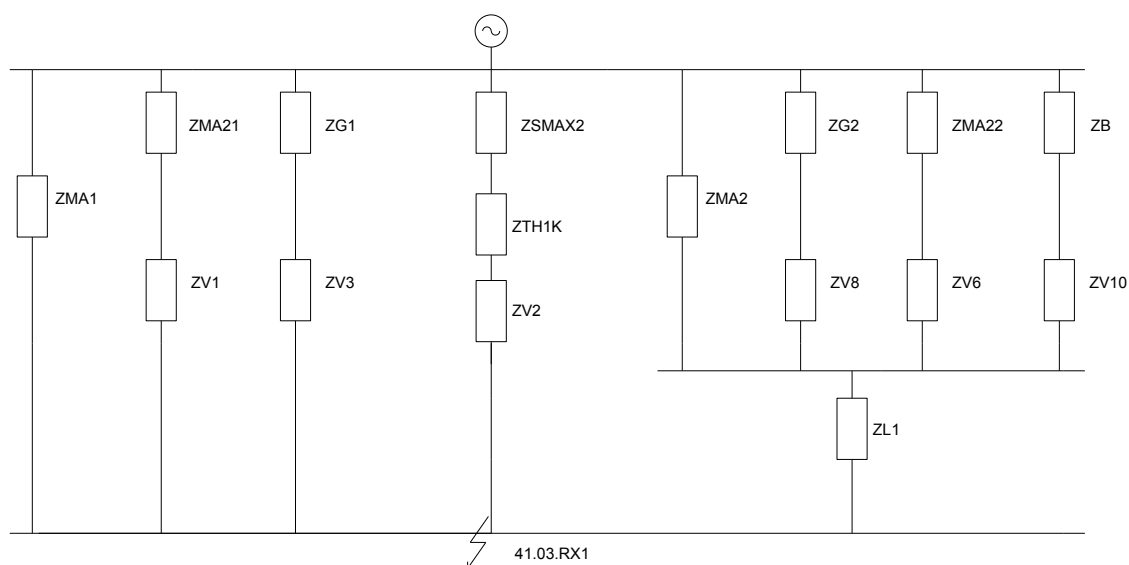 ZMA21
ZG1
ZSMAX2
ZG2
ZMA22
ZB
ZMA1
ZTH1K
ZMA2
ZV1
ZV3
ZV2
ZV8
ZV6
ZV10
ZL1
41.03.RX1